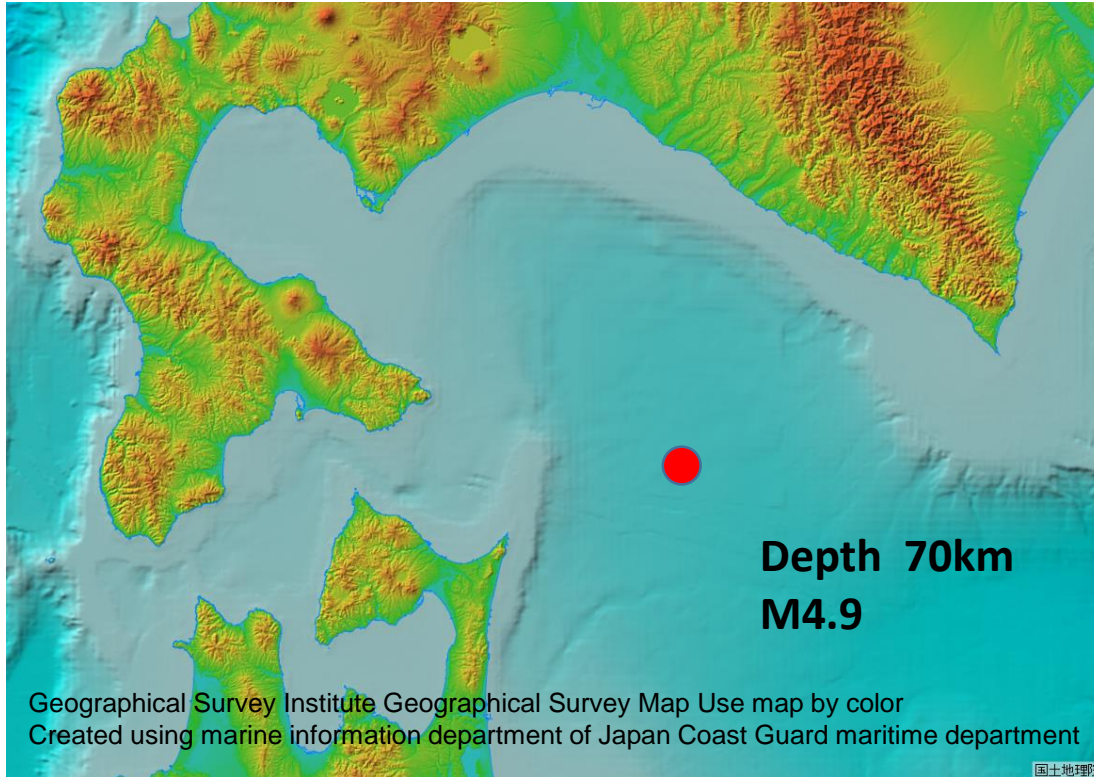 Depth 70km
M4.9
Geographical Survey Institute Geographical Survey Map Use map by color
Created using marine information department of Japan Coast Guard maritime department
国土地理院